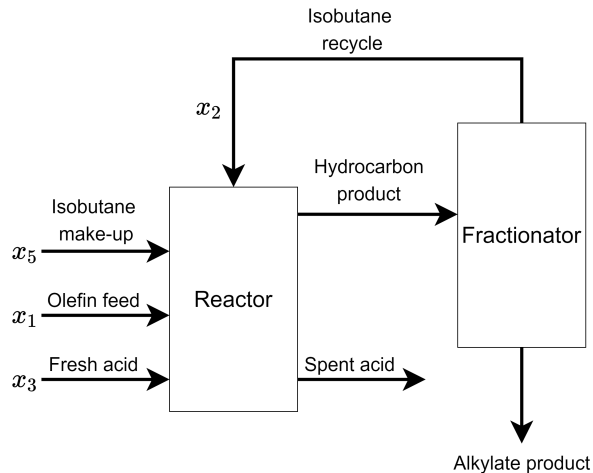 Isobutane
recycle
x₂
Hydrocarbon
product
Isobutane
make-up
Fractionator
x₅
Reactor
Olefin feed
x₁
Fresh acid
Spent acid
x₃
Alkylate product